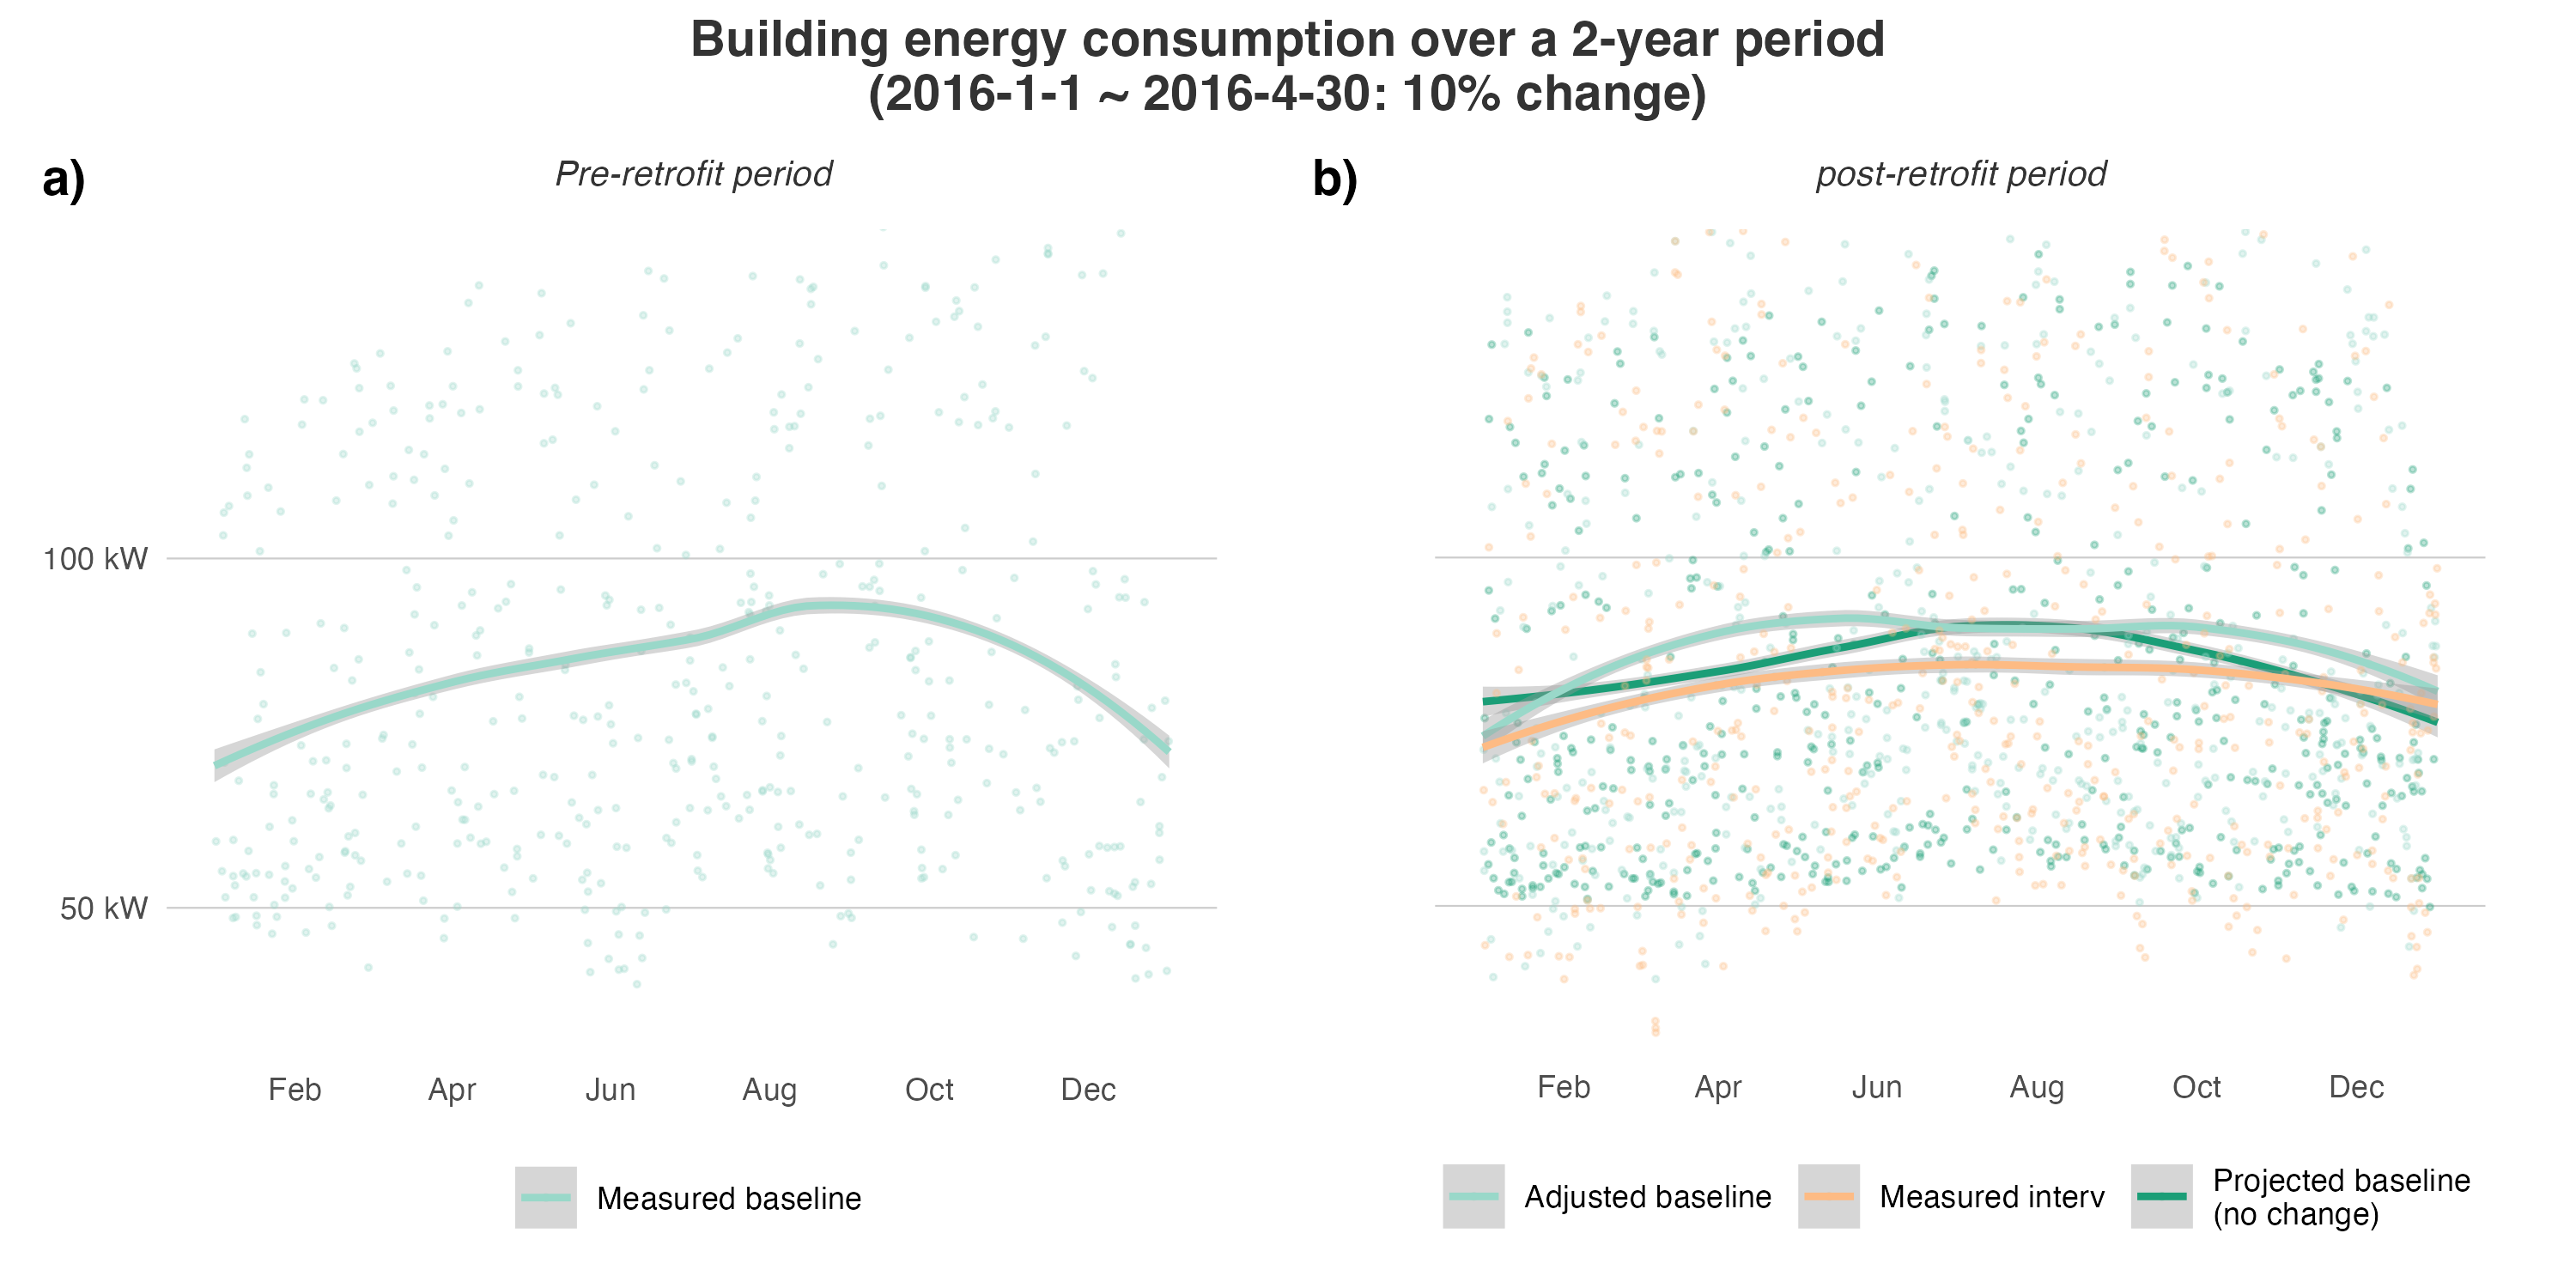 Building energy consumption over a 2-year period
(2016-1-1 ~ 2016-4-30: 10% change)
a)
Pre-retrofit period
b)
post-retrofit period
100 kW
50 kW
Feb Apr Jun Aug Oct Dec
Feb Apr Jun Aug Oct Dec
Measured baseline
Adjusted baseline
Measured interv
Projected baseline
(no change)